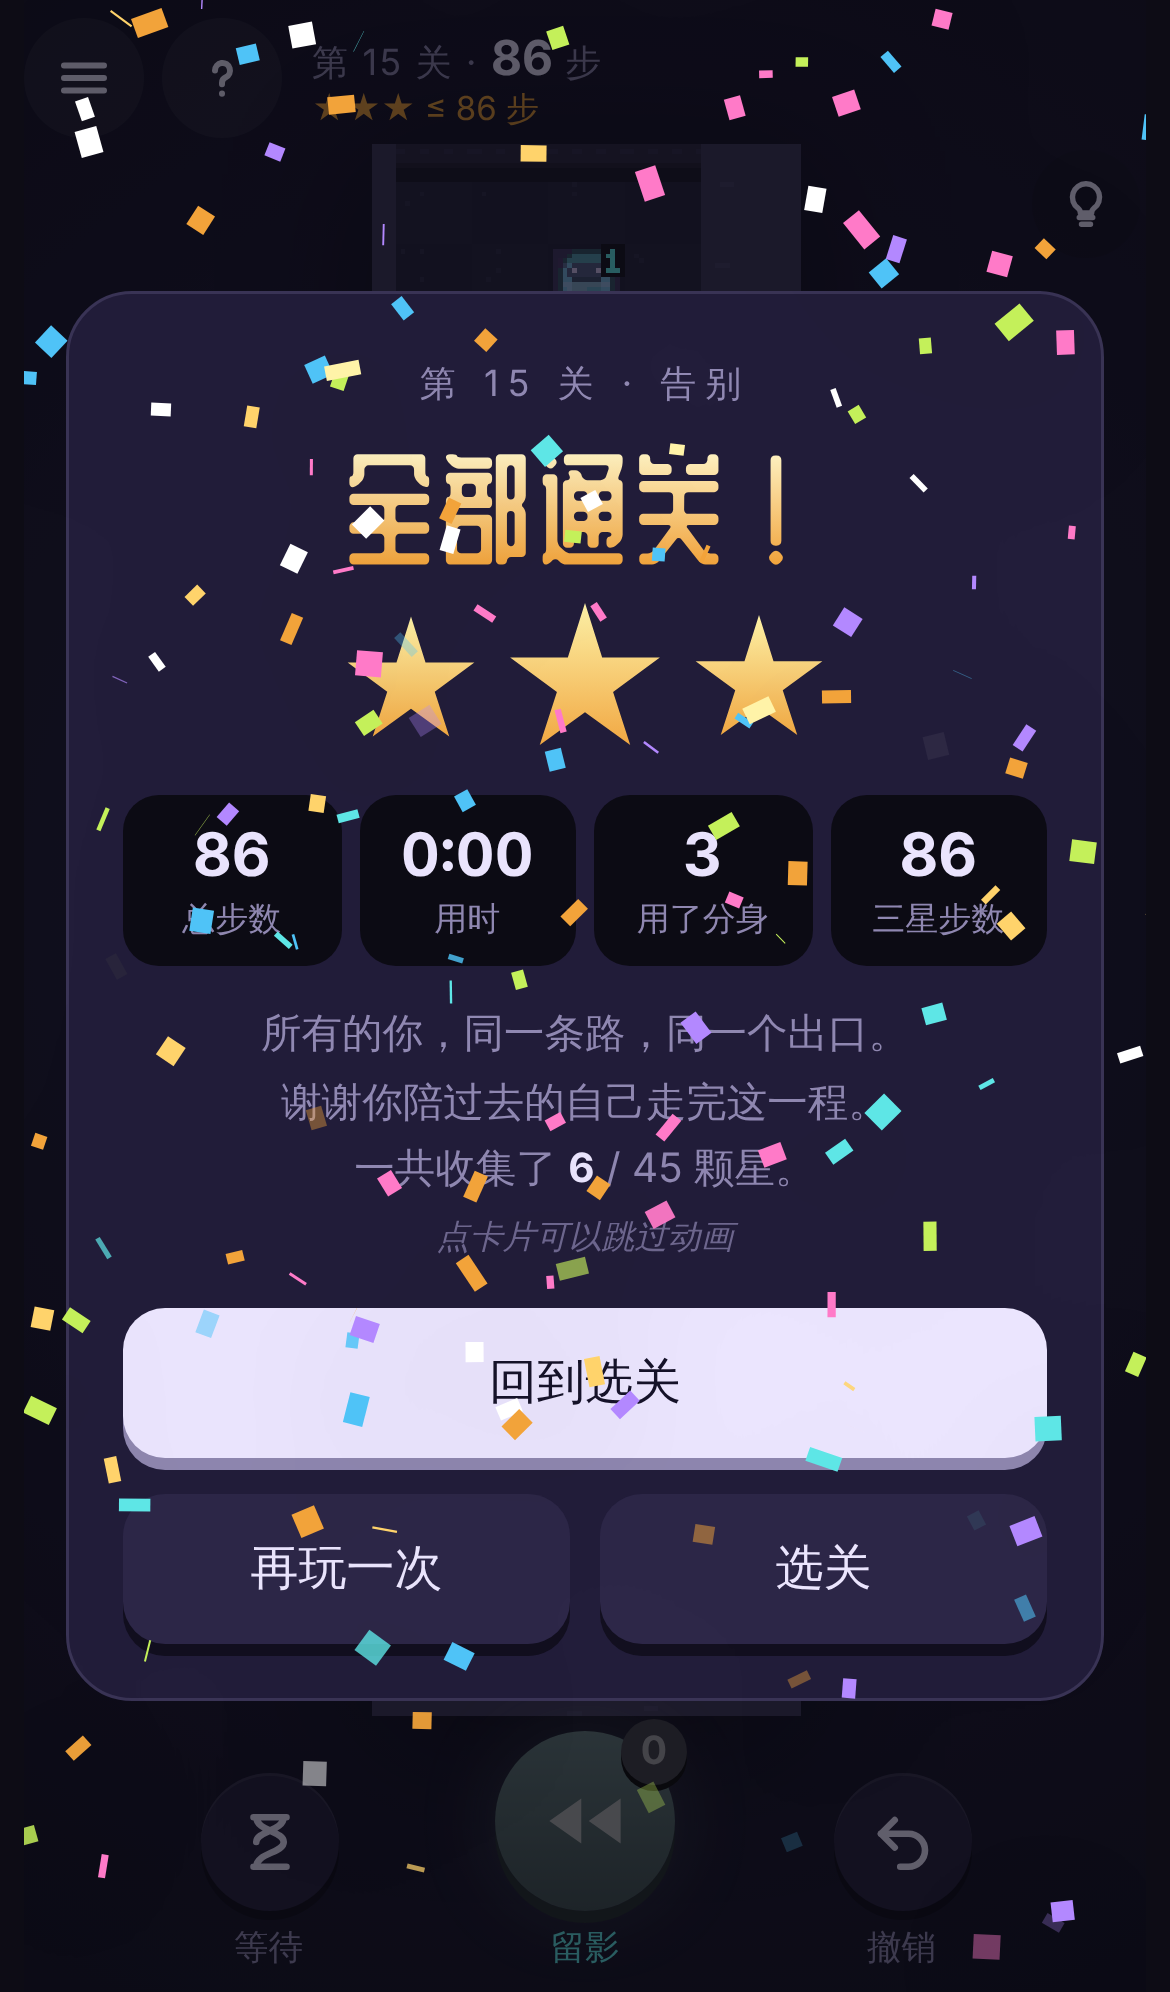 第 15 关 · 86 步
★★★ ≤ 86 步
1
第 15 关 · 告别
全部通关！
86
0:00
3
86
总步数
用时
用了分身
三星步数
所有的你，同一条路，同一个出口。
谢谢你陪过去的自己走完这一程。
一共收集了 6 / 45 颗星。
点卡片可以跳过动画
回到选关
再玩一次
选关
0
等待
留影
撤销